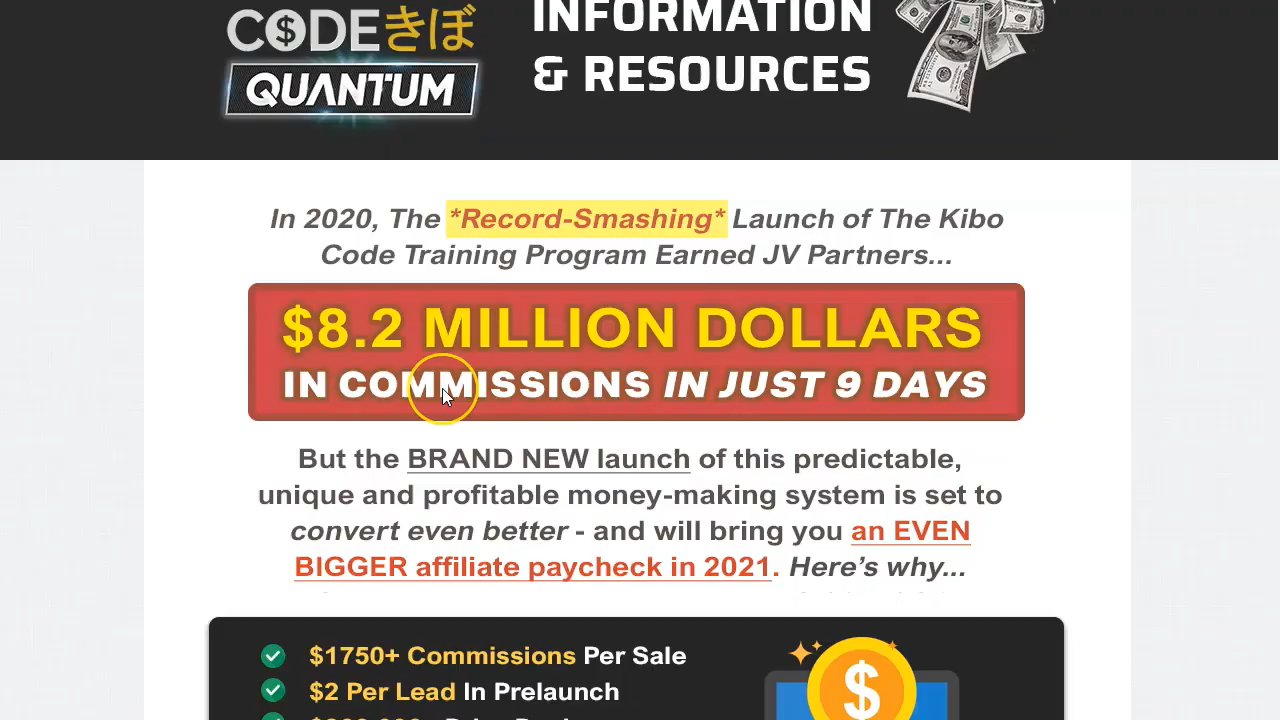 INFORMATION
CODEきぼ
& RESOURCES
QUANTUM
In 2020, The *Record-Smashing* Launch of The Kibo
Code Training Program Earned JV Partners...
$8.2 MILLION DOLLARS
IN COMMISSIONS IN JUST 9 DAYS
But the BRAND NEW launch of this predictable,
unique and profitable money-making system is set to
convert even better - and will bring you an EVEN
BIGGER affiliate paycheck in 2021. Here's why...
$1750+ Commissions Per Sale
$2 Per Lead In Prelaunch